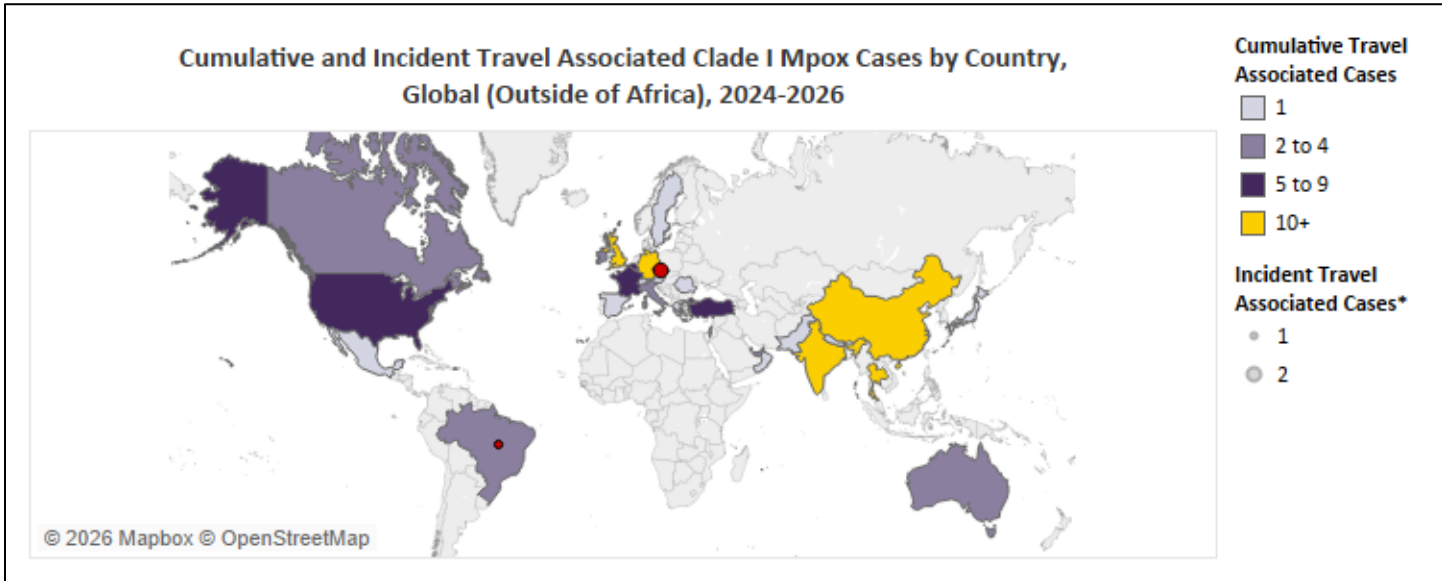 Cumulative and Incident Travel Associated Clade I Mpox Cases by Country,
Global (Outside of Africa), 2024-2026
Cumulative Travel
Associated Cases
1
2 to 4
5 to 9
10+
Incident Travel
Associated Cases*
1
2
© 2026 Mapbox © OpenStreetMap